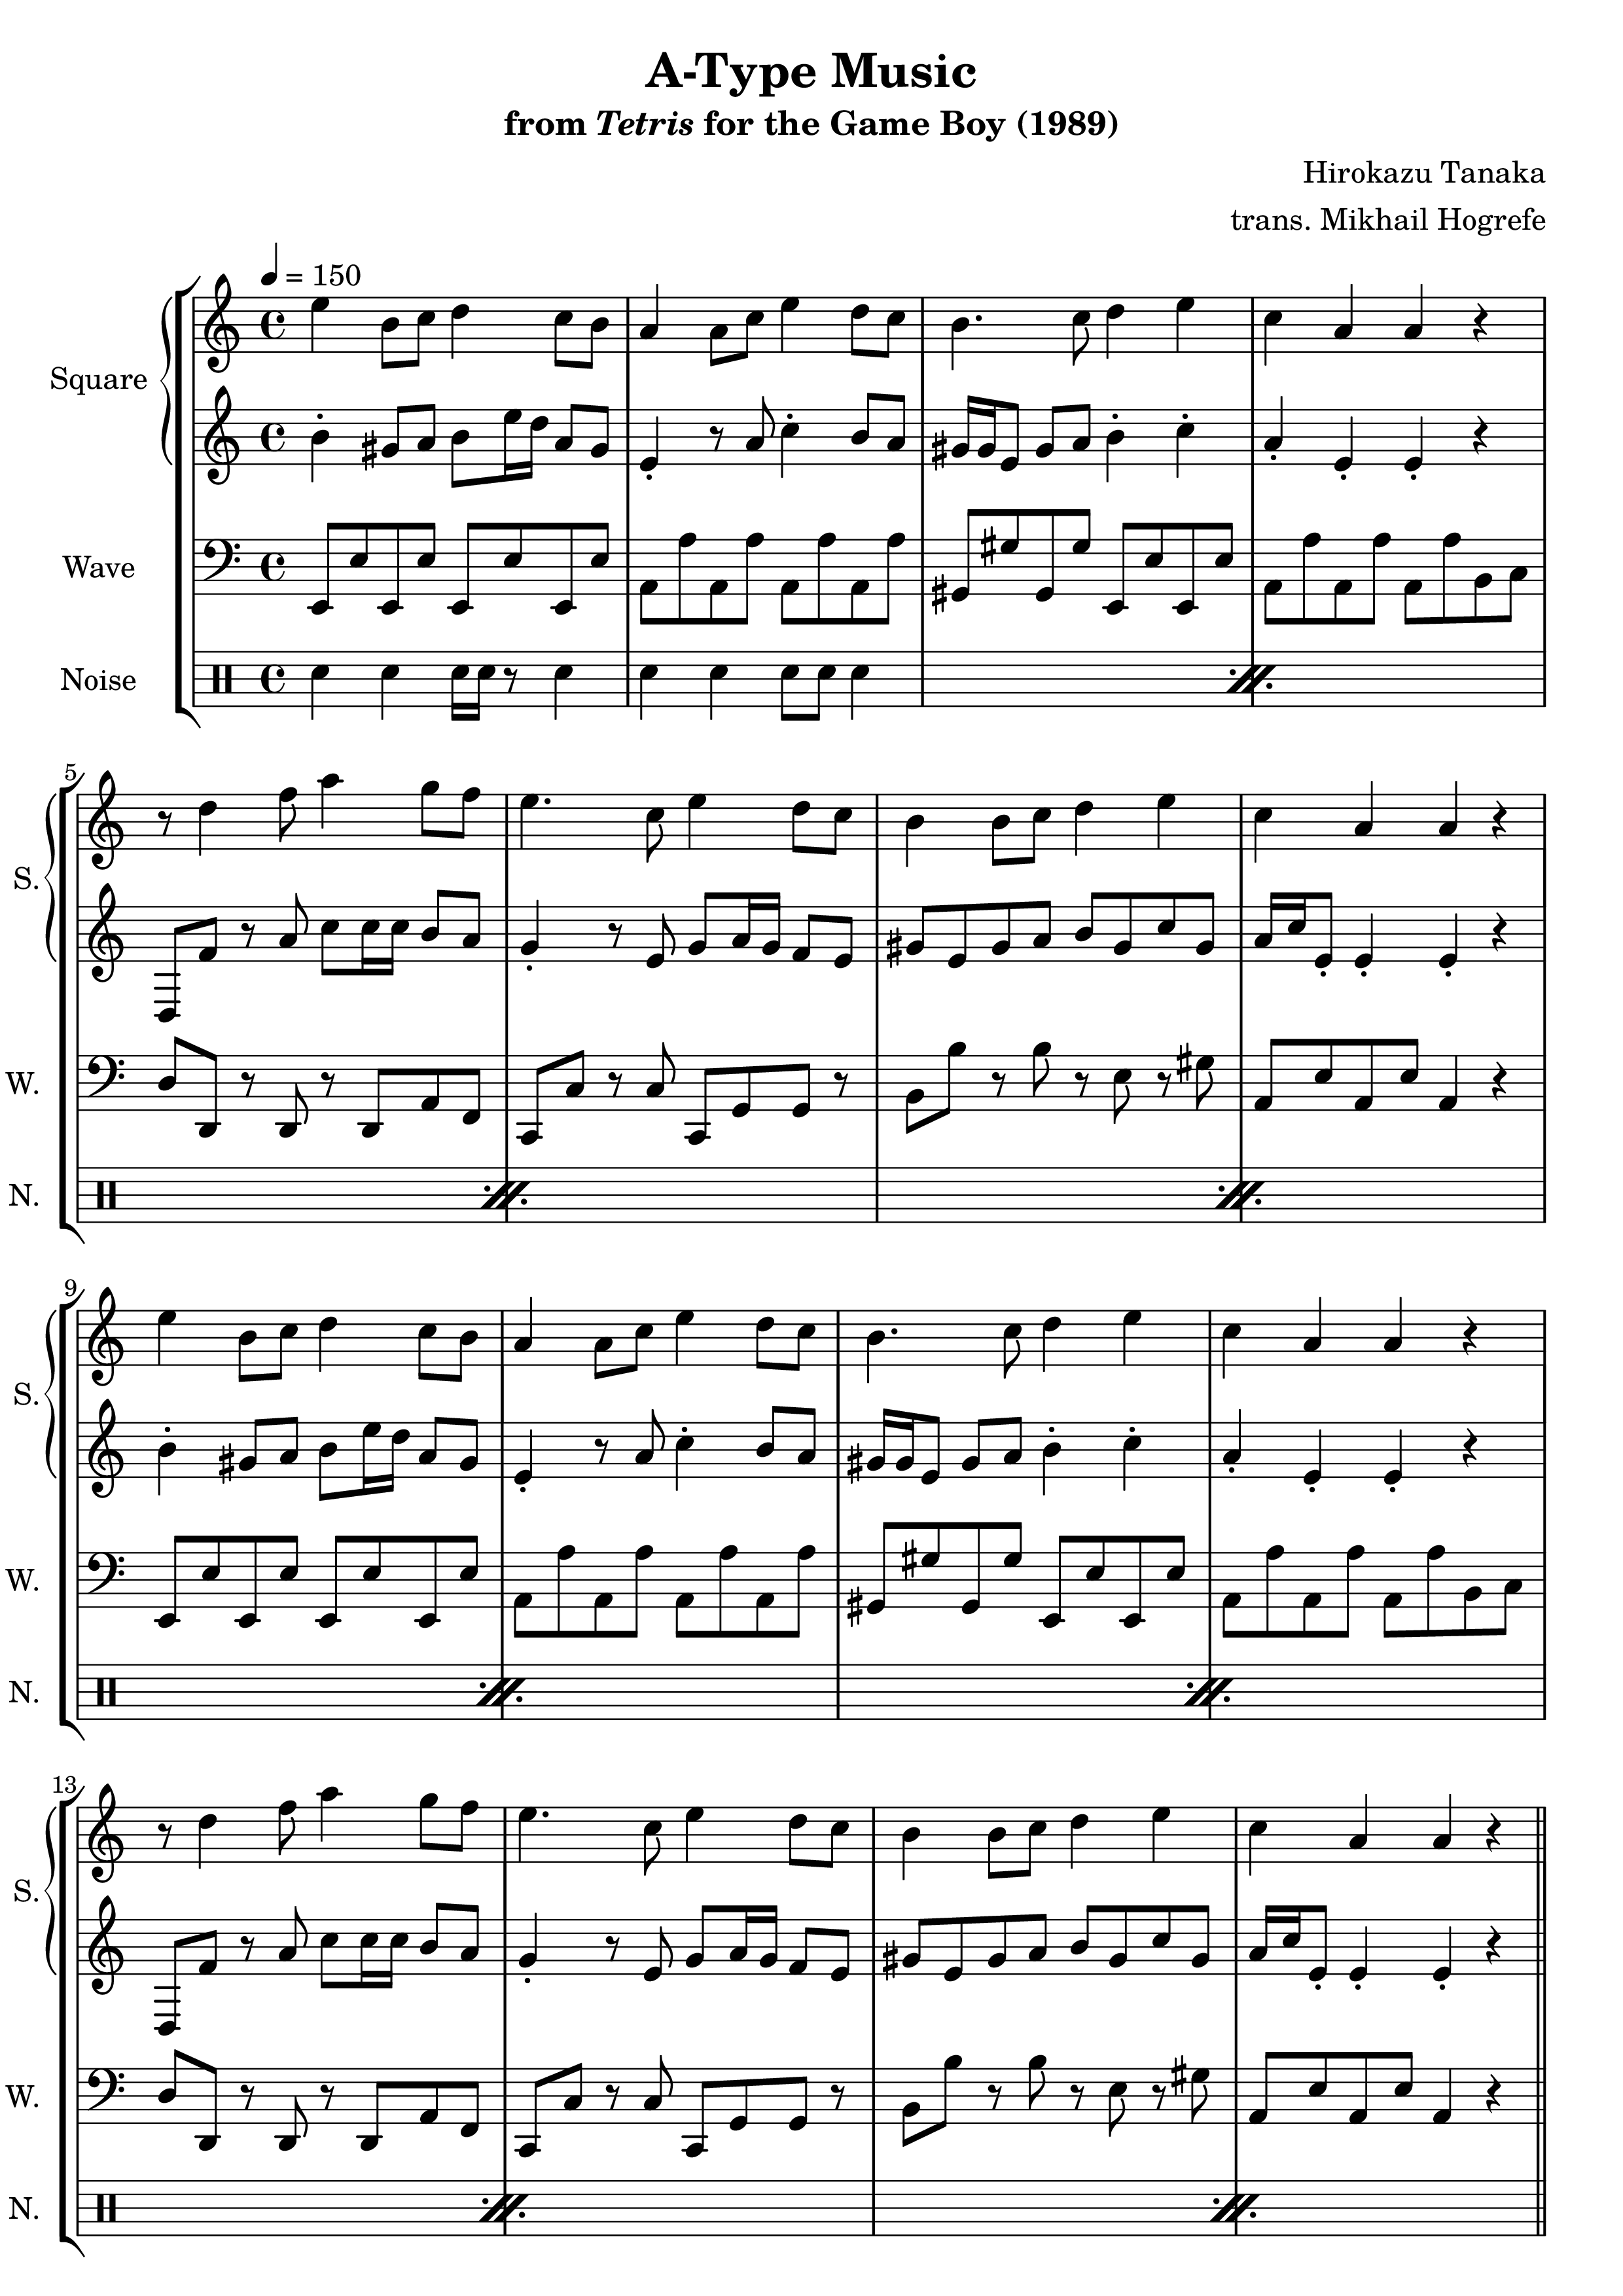 A-Type Music
from Tetris for the Game Boy (1989)
Hirokazu Tanaka
trans. Mikhail Hogrefe
= 150
Square
Wave
Noise
5
S.
W.
N.
9
S.
W.
N.
13
S.
W.
N.